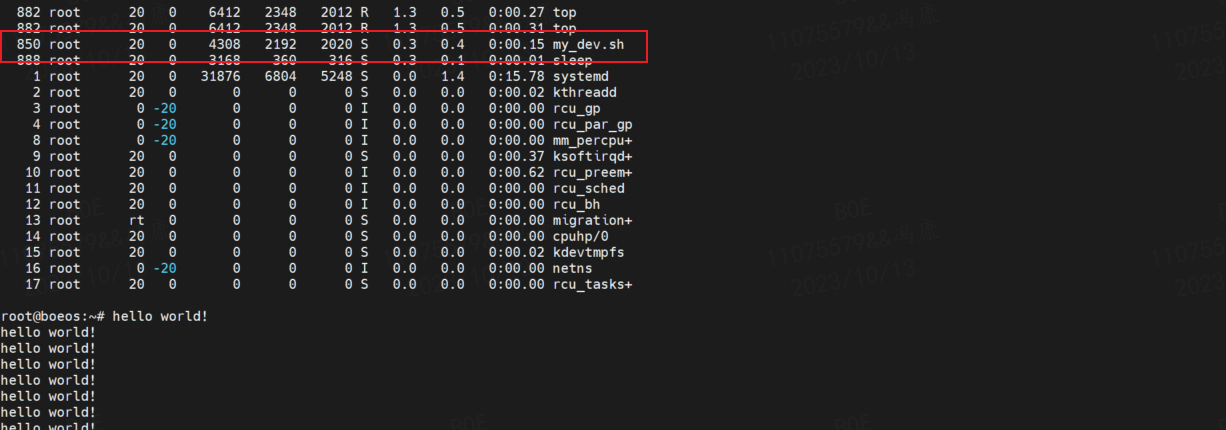 882 root 20 0 6412 2348 2012 R 1.3 0.5 0:00.27 top
882 root 20 0 6412 2348 2012 R 1.3 0.5 0:00.31 top
850 root 20 0 4308 2192 2020 S 0.3 0.4 0:00.15 my_dev.sh
888 root 20 0 3168 360 316 S 0.3 0.1 0:00.01 sleep
1 root 20 0 31876 6804 5248 S 0.0 1.4 0:15.78 systemd
2 root 20 0 0 0 0 S 0.0 0.0 0:00.02 kthreadd
3 root 0 -20 0 0 0 I 0.0 0.0 0:00.00 rcu_gp
4 root 0 -20 0 0 0 I 0.0 0.0 0:00.00 rcu_par_gp
8 root 0 -20 0 0 0 I 0.0 0.0 0:00.00 mm_percpu+
9 root 20 0 0 0 0 S 0.0 0.0 0:00.37 ksoftirqd+
10 root 20 0 0 0 0 I 0.0 0.0 0:00.62 rcu_preem+
11 root 20 0 0 0 0 I 0.0 0.0 0:00.00 rcu_sched
12 root 20 0 0 0 0 I 0.0 0.0 0:00.00 rcu_bh
13 root rt 0 0 0 0 S 0.0 0.0 0:00.00 migration+
14 root 20 0 0 0 0 S 0.0 0.0 0:00.00 cpuhp/0
15 root 20 0 0 0 0 S 0.0 0.0 0:00.02 kdevtmpfs
16 root 0 -20 0 0 0 I 0.0 0.0 0:00.00 netns
17 root 20 0 0 0 0 S 0.0 0.0 0:00.00 rcu_tasks+
root@boeos:~# hello world!
hello world!
hello world!
hello world!
hello world!
hello world!
hello world!
hello world!